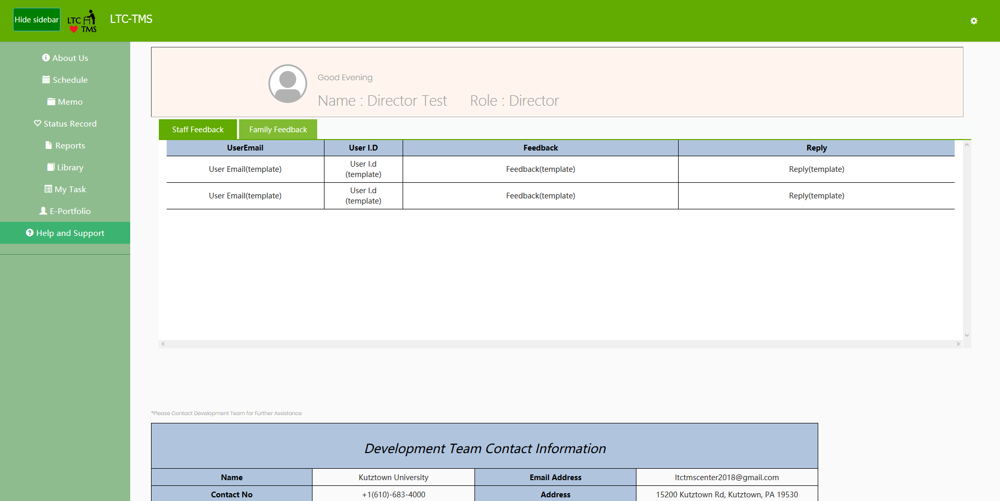 Hide sidebar
LTC
TMS
LTC-TMS
About Us
Schedule
Memo
Status Record
Reports
Library
My Task
E-Portfolio
Help and Support
Good Evening
Name : Director Test Role : Director
Staff Feedback Family Feedback
UserEmail User I.D Feedback Reply
User Email(template) User I.d (template) Feedback(template) Reply(template)
User Email(template) User I.d (template) Feedback(template) Reply(template)
*Please Contact Development Team for Further Assistance
Development Team Contact Information
Name Kutztown University Email Address ltctmscenter2018@gmail.com
Contact No +1(610)-683-4000 Address 15200 Kutztown Rd, Kutztown, PA 19530